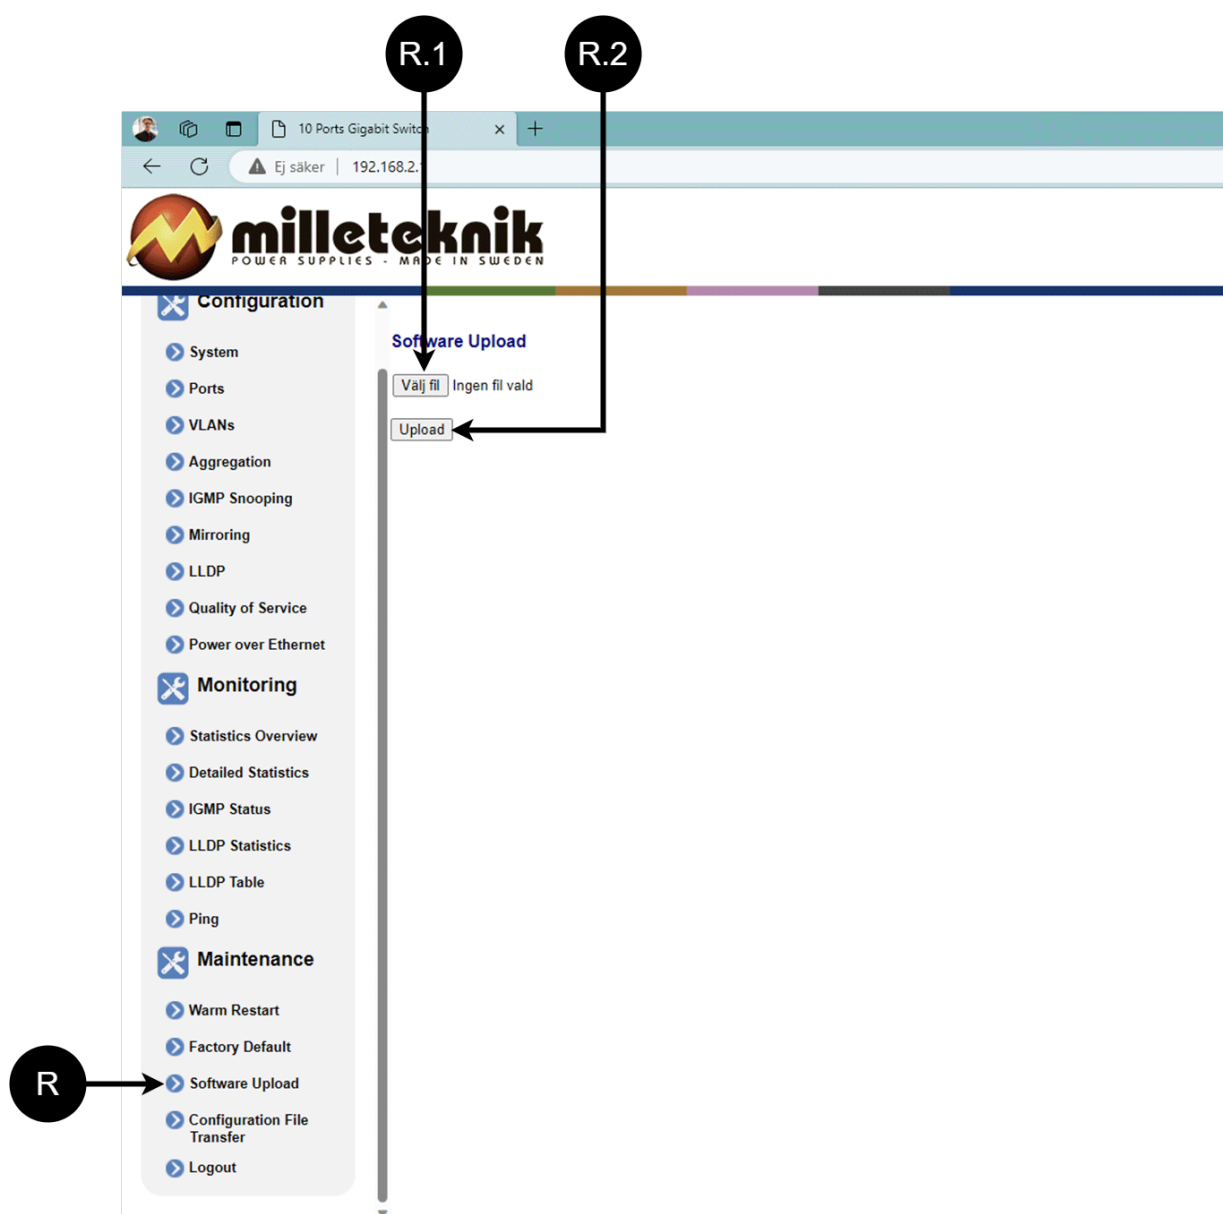 R.1
R.2
10 Ports Gigabit Switch
Ej säker | 192.168.2.
milleteknik
POWER SUPPLIES - MADE IN SWEDEN
Configuration
System
Ports
VLANs
Aggregation
IGMP Snooping
Mirroring
LLDP
Quality of Service
Power over Ethernet
Monitoring
Statistics Overview
Detailed Statistics
IGMP Status
LLDP Statistics
LLDP Table
Ping
Maintenance
Warm Restart
Factory Default
R
Software Upload
Configuration File
Transfer
Logout
Software Upload
Välj fil Ingen fil vald
Upload